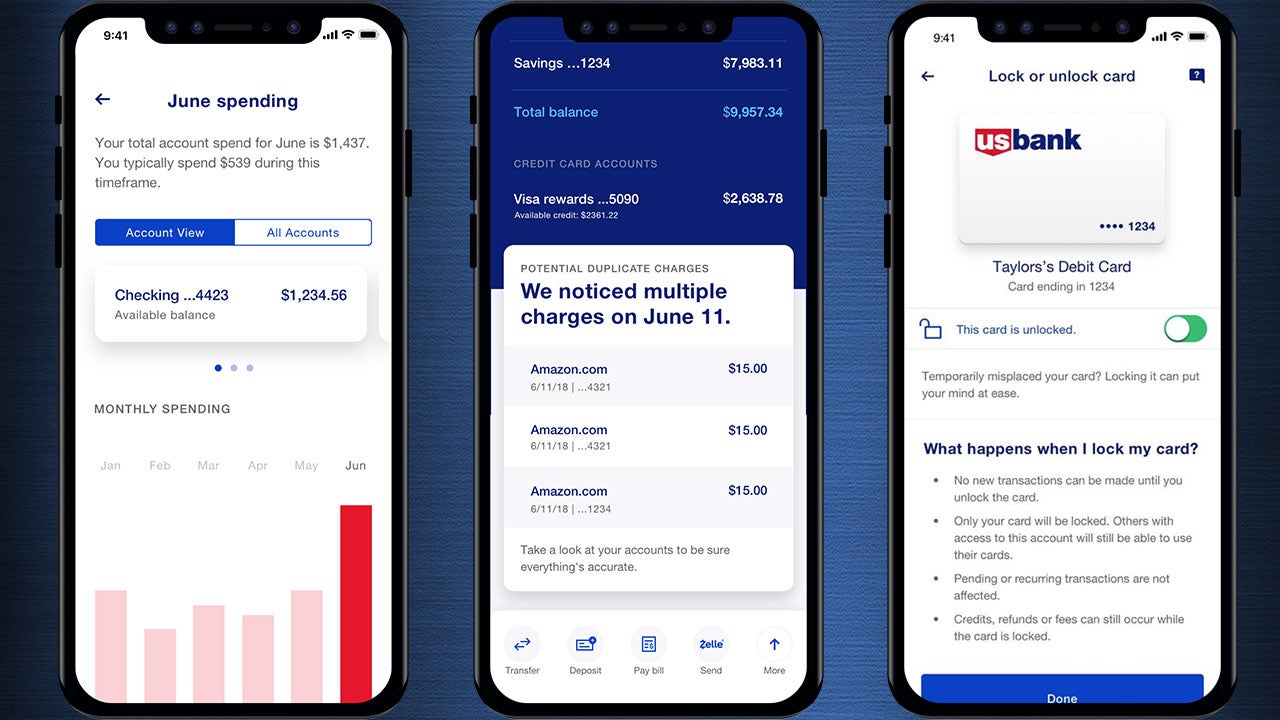 9:41
June spending
Your total account spend for June is $1,437.
You typically spend $539 during this
timeframe.
Account View
All Accounts
Checking ...4423 $1,234.56
Available balance
MONTHLY SPENDING
Jan Feb Mar Apr May Jun
Savings ...1234 $7,983.11
Total balance $9,957.34
CREDIT CARD ACCOUNTS
Visa rewards ...5090 $2,638.78
Available credit: $2361.22
POTENTIAL DUPLICATE CHARGES
We noticed multiple
charges on June 11.
Amazon.com $15.00
6/11/18 | ...4321
Amazon.com $15.00
6/11/18 | ...4321
Amazon.com $15.00
6/11/18 | ...1234
Take a look at your accounts to be sure
everything's accurate.
Transfer Deposit Pay bill Zelle Send More
9:41
Lock or unlock card
?
usbank
•••• 1234
Taylors's Debit Card
Card ending in 1234
This card is unlocked.
Temporarily misplaced your card? Locking it can put
your mind at ease.
What happens when I lock my card?
• No new transactions can be made until you
unlock the card.
• Only your card will be locked. Others with
access to this account will still be able to use
their cards.
• Pending or recurring transactions are not
affected.
• Credits, refunds or fees can still occur while
the card is locked.
Done